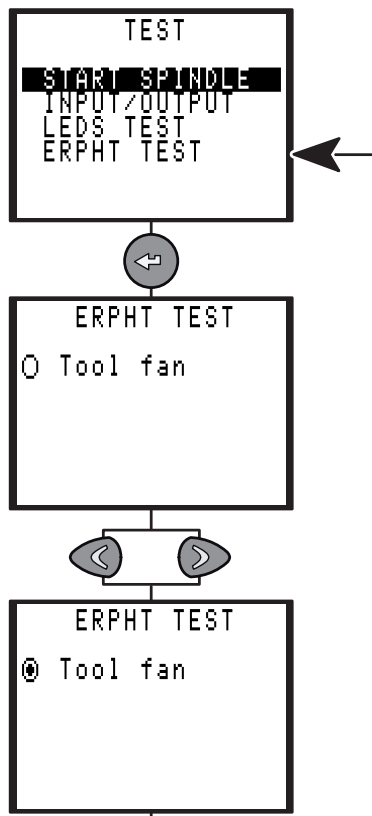 TEST
START SPINDLE
INPUT/OUTPUT
LEDS TEST
ERPHT TEST
ERPHT TEST
Tool fan
ERPHT TEST
Tool fan